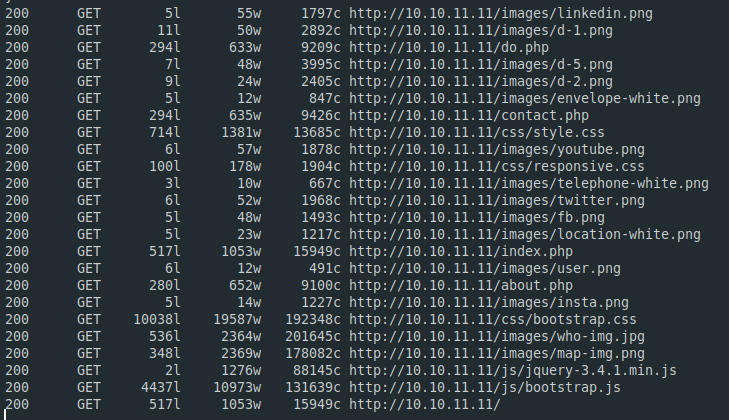 200 GET 5l 55w 1797c http://10.10.11.11/images/linkedin.png
200 GET 11l 50w 2892c http://10.10.11.11/images/d-1.png
200 GET 294l 633w 9209c http://10.10.11.11/do.php
200 GET 7l 48w 3995c http://10.10.11.11/images/d-5.png
200 GET 9l 24w 2405c http://10.10.11.11/images/d-2.png
200 GET 5l 12w 847c http://10.10.11.11/images/envelope-white.png
200 GET 294l 635w 9426c http://10.10.11.11/contact.php
200 GET 714l 1381w 13685c http://10.10.11.11/css/style.css
200 GET 6l 57w 1878c http://10.10.11.11/images/youtube.png
200 GET 100l 178w 1904c http://10.10.11.11/css/responsive.css
200 GET 3l 10w 667c http://10.10.11.11/images/telephone-white.png
200 GET 6l 52w 1968c http://10.10.11.11/images/twitter.png
200 GET 5l 48w 1493c http://10.10.11.11/images/fb.png
200 GET 5l 23w 1217c http://10.10.11.11/images/location-white.png
200 GET 517l 1053w 15949c http://10.10.11.11/index.php
200 GET 6l 12w 491c http://10.10.11.11/images/user.png
200 GET 280l 652w 9100c http://10.10.11.11/about.php
200 GET 5l 14w 1227c http://10.10.11.11/images/insta.png
200 GET 10038l 19587w 192348c http://10.10.11.11/css/bootstrap.css
200 GET 536l 2364w 201645c http://10.10.11.11/images/who-img.jpg
200 GET 348l 2369w 178082c http://10.10.11.11/images/map-img.png
200 GET 2l 1276w 88145c http://10.10.11.11/js/jquery-3.4.1.min.js
200 GET 4437l 10973w 131639c http://10.10.11.11/js/bootstrap.js
200 GET 517l 1053w 15949c http://10.10.11.11/